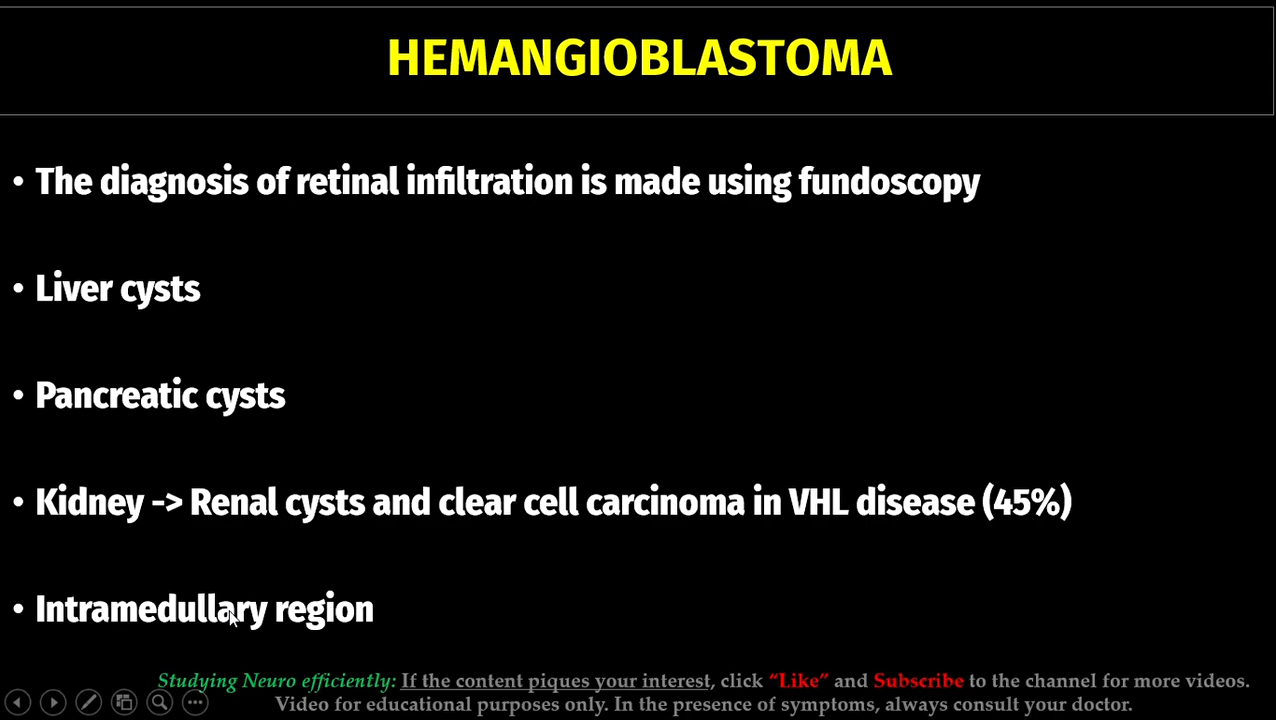 HEMANGIOBLASTOMA
• The diagnosis of retinal infiltration is made using fundoscopy
• Liver cysts
• Pancreatic cysts
• Kidney -> Renal cysts and clear cell carcinoma in VHL disease (45%)
• Intramedullary region
Studying Neuro efficiently: If the content piques your interest, click “Like” and Subscribe to the channel for more videos.
Video for educational purposes only. In the presence of symptoms, always consult your doctor.